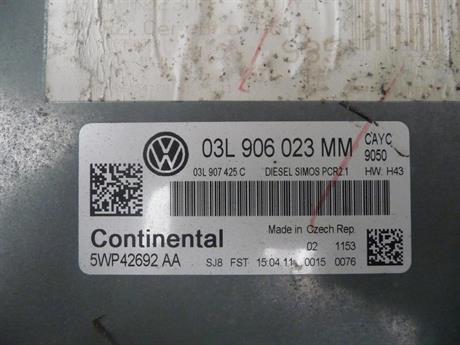 03L 906 023 MM CAYC
9050
03L 907 425 C DIESEL SIMOS PCR2.1 HW: H43
Continental Made in Czech Rep.
02 1153
5WP42692 AA SJ8 FST 15.04.11 0015 0076